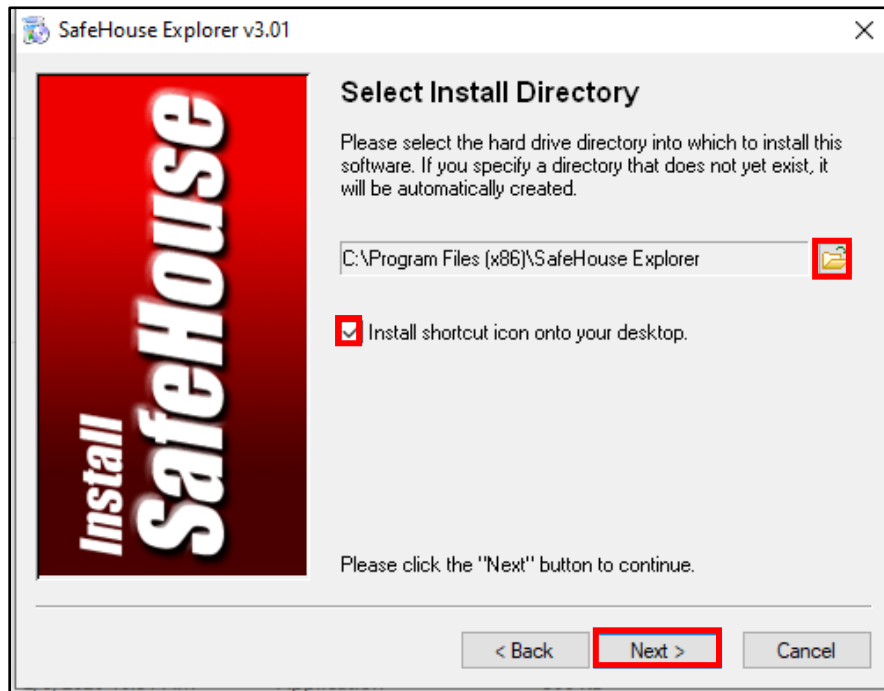 SafeHouse Explorer v3.01
Install
SafeHouse
Select Install Directory
Please select the hard drive directory into which to install this
software. If you specify a directory that does not yet exist, it
will be automatically created.
C:\Program Files (x86)\SafeHouse Explorer
Install shortcut icon onto your desktop.
Please click the "Next" button to continue.
< Back
Next >
Cancel